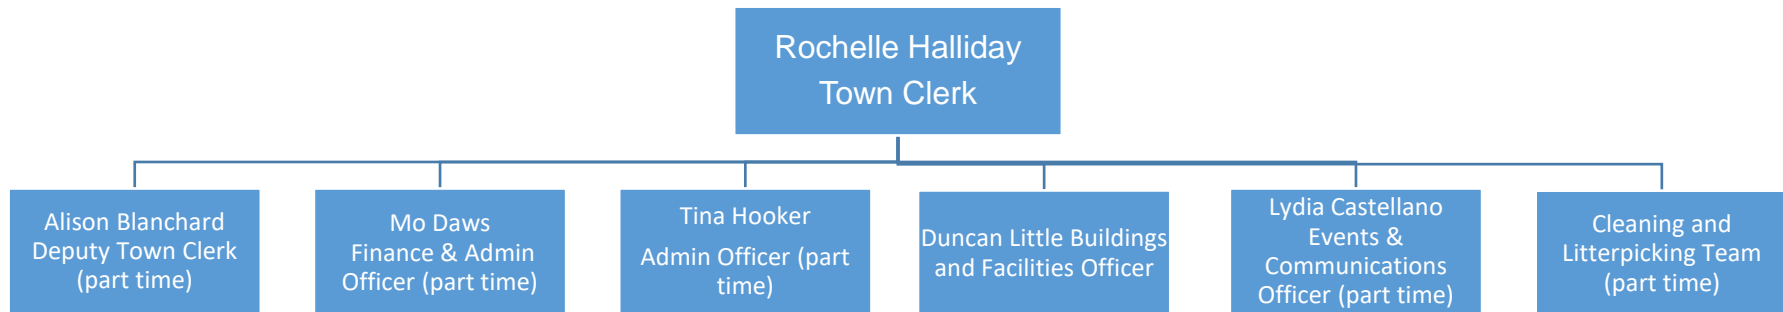 Rochelle Halliday
Town Clerk
Alison Blanchard
Deputy Town Clerk
(part time)
Mo Daws
Finance & Admin
Officer (part time)
Tina Hooker
Admin Officer (part
time)
Duncan Little Buildings
and Facilities Officer
Lydia Castellano
Events &
Communications
Officer (part time)
Cleaning and
Litterpicking Team
(part time)